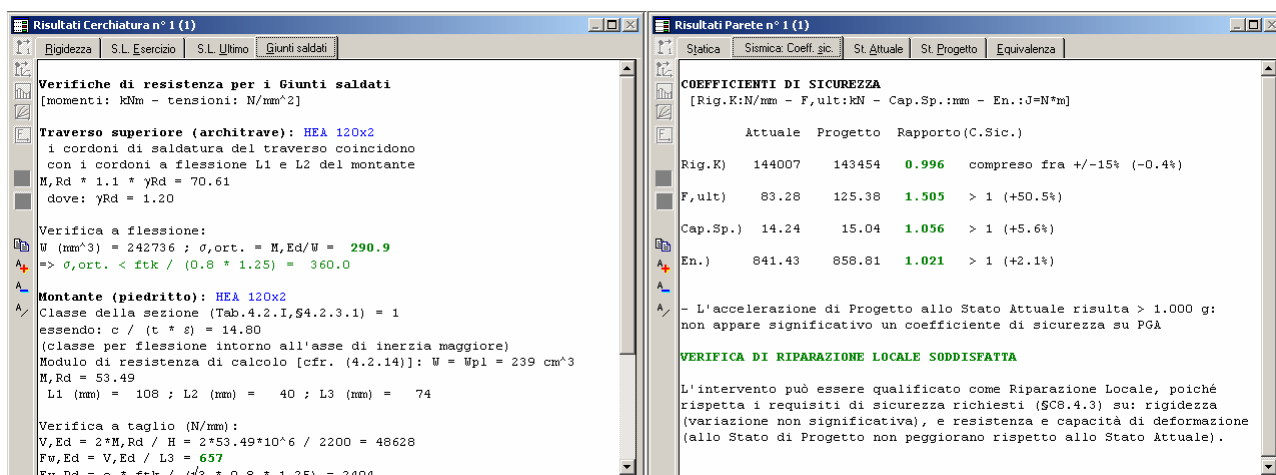 Risultati Cerchiatura n° 1 (1)
Rigidezza S.L. Esercizio S.L. Ultimo Giunti saldati
Verifiche di resistenza per i Giunti saldati
[momenti: kNm - tensioni: N/mm^2]
Traverso superiore (architrave): HEA 120x2
i cordoni di saldatura del traverso coincidono
con i cordoni a flessione L1 e L2 del montante
M,Rd * 1.1 * γRd = 70.61
dove: γRd = 1.20
Verifica a flessione:
W (mm^3) = 242736 ; σ,ort. = M,Ed/W = 290.9
=> σ,ort. < ftk / (0.8 * 1.25) = 360.0
Montante (piedritto): HEA 120x2
Classe della sezione (Tab.4.2.I,§4.2.3.1) = 1
essendo: c / (t * ε) = 14.80
(classe per flessione intorno all'asse di inerzia maggiore)
Modulo di resistenza di calcolo [cfr. (4.2.14)]: W = Wpl = 239 cm^3
M,Rd = 53.49
L1 (mm) = 108 ; L2 (mm) = 40 ; L3 (mm) = 74
Verifica a taglio (N/mm):
V,Ed = 2*M,Rd / H = 2*53.49*10^6 / 2200 = 48628
Fw,Ed = V,Ed / L3 = 657
Fw,Rd = a * ftk / (√3 * 0.8 * 1.25) = 2494
Risultati Parete n° 1 (1)
Statica Sismica: Coeff. sic. St. Attuale St. Progetto Equivalenza
COEFFICIENTI DI SICUREZZA
[Rig.K:N/mm - F,ult:kN - Cap.Sp.:mm - En.:J=N*m]
Attuale Progetto Rapporto(C.Sic.)
Rig.K) 144007 143454 0.996 compreso fra +/-15% (-0.4%)
F,ult) 83.28 125.38 1.505 > 1 (+50.5%)
Cap.Sp.) 14.24 15.04 1.056 > 1 (+5.6%)
En.) 841.43 858.81 1.021 > 1 (+2.1%)
- L'accelerazione di Progetto allo Stato Attuale risulta > 1.000 g:
non appare significativo un coefficiente di sicurezza su PGA
VERIFICA DI RIPARAZIONE LOCALE SODDISFATTA
L'intervento può essere qualificato come Riparazione Locale, poiché
rispetta i requisiti di sicurezza richiesti (§C8.4.3) su: rigidezza
(variazione non significativa), e resistenza e capacità di deformazione
(allo Stato di Progetto non peggiorano rispetto allo Stato Attuale).